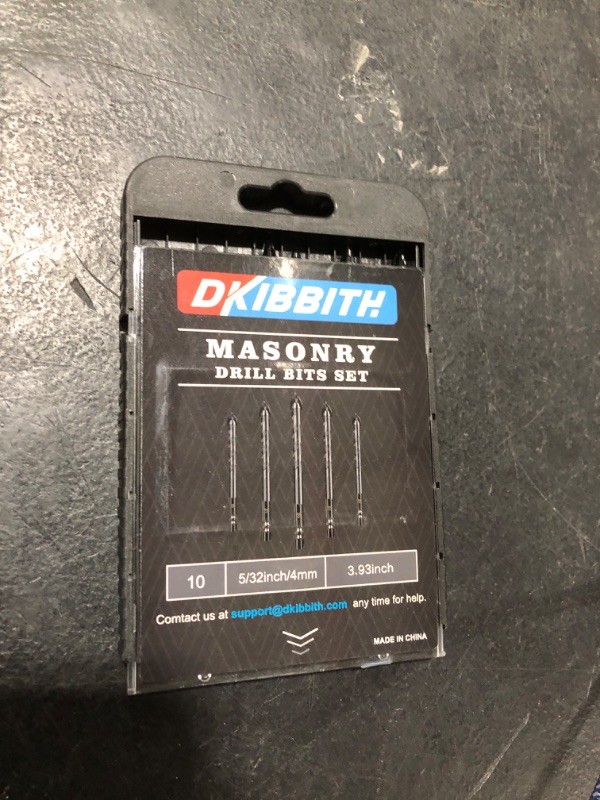 DKIBBITH
MASONRY
DRILL BITS SET
10 5/32inch/4mm 3.93inch
Comtact us at support@dkibbith.com any time for help.
MADE IN CHINA